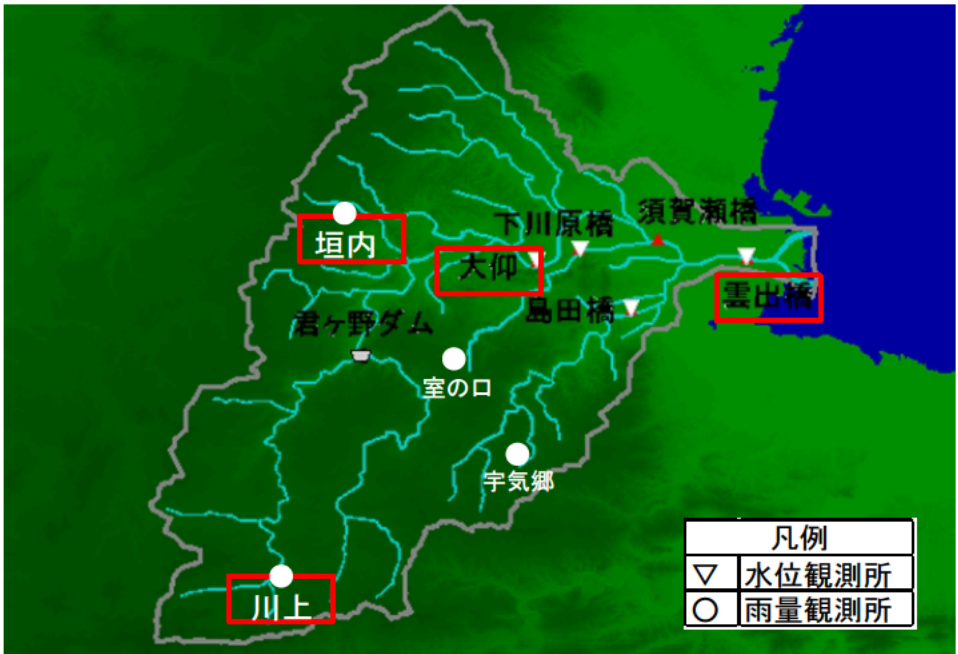 須賀瀬橋
下川原橋
垣内
大仰
雲出橋
島田橋
君ヶ野ダム
室の口
宇気郷
凡例
▽ 水位観測所
○ 雨量観測所
川上